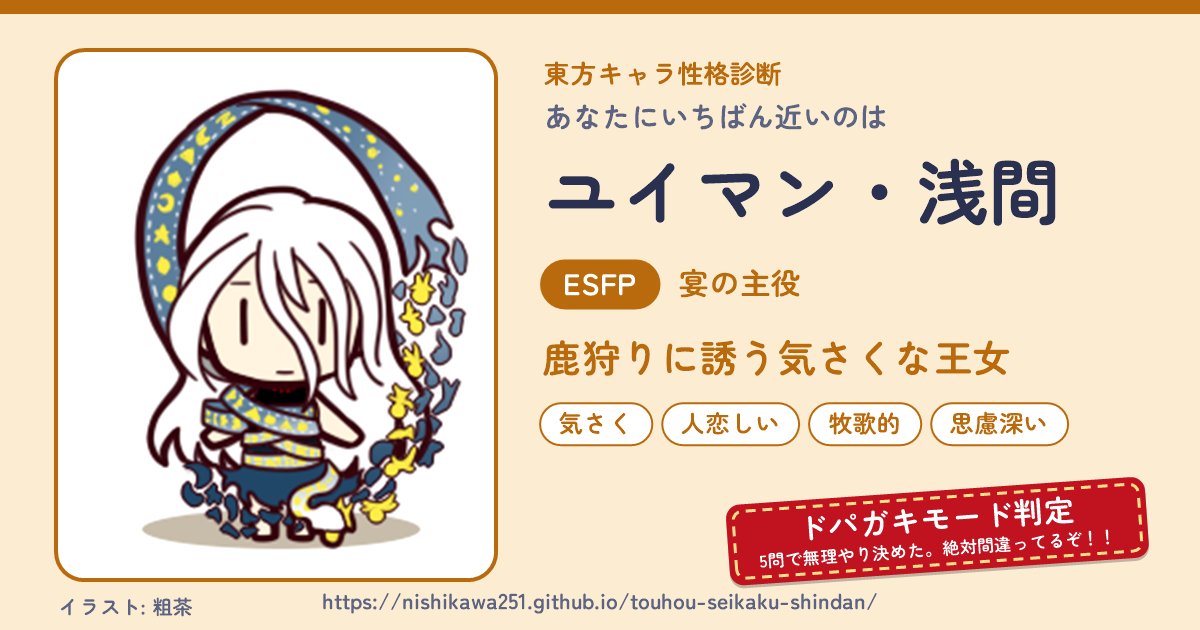 東方キャラ性格診断
あなたにいちばん近いのは
ユイマン・浅間
ESFP 宴の主役
鹿狩りに誘う気さくな王女
気さく 人恋しい 牧歌的 思慮深い
ドパガキモード判定
5問で無理やり決めた。絶対間違ってるぞ！！
イラスト: 粗茶
https://nishikawa251.github.io/touhou-seikaku-shindan/